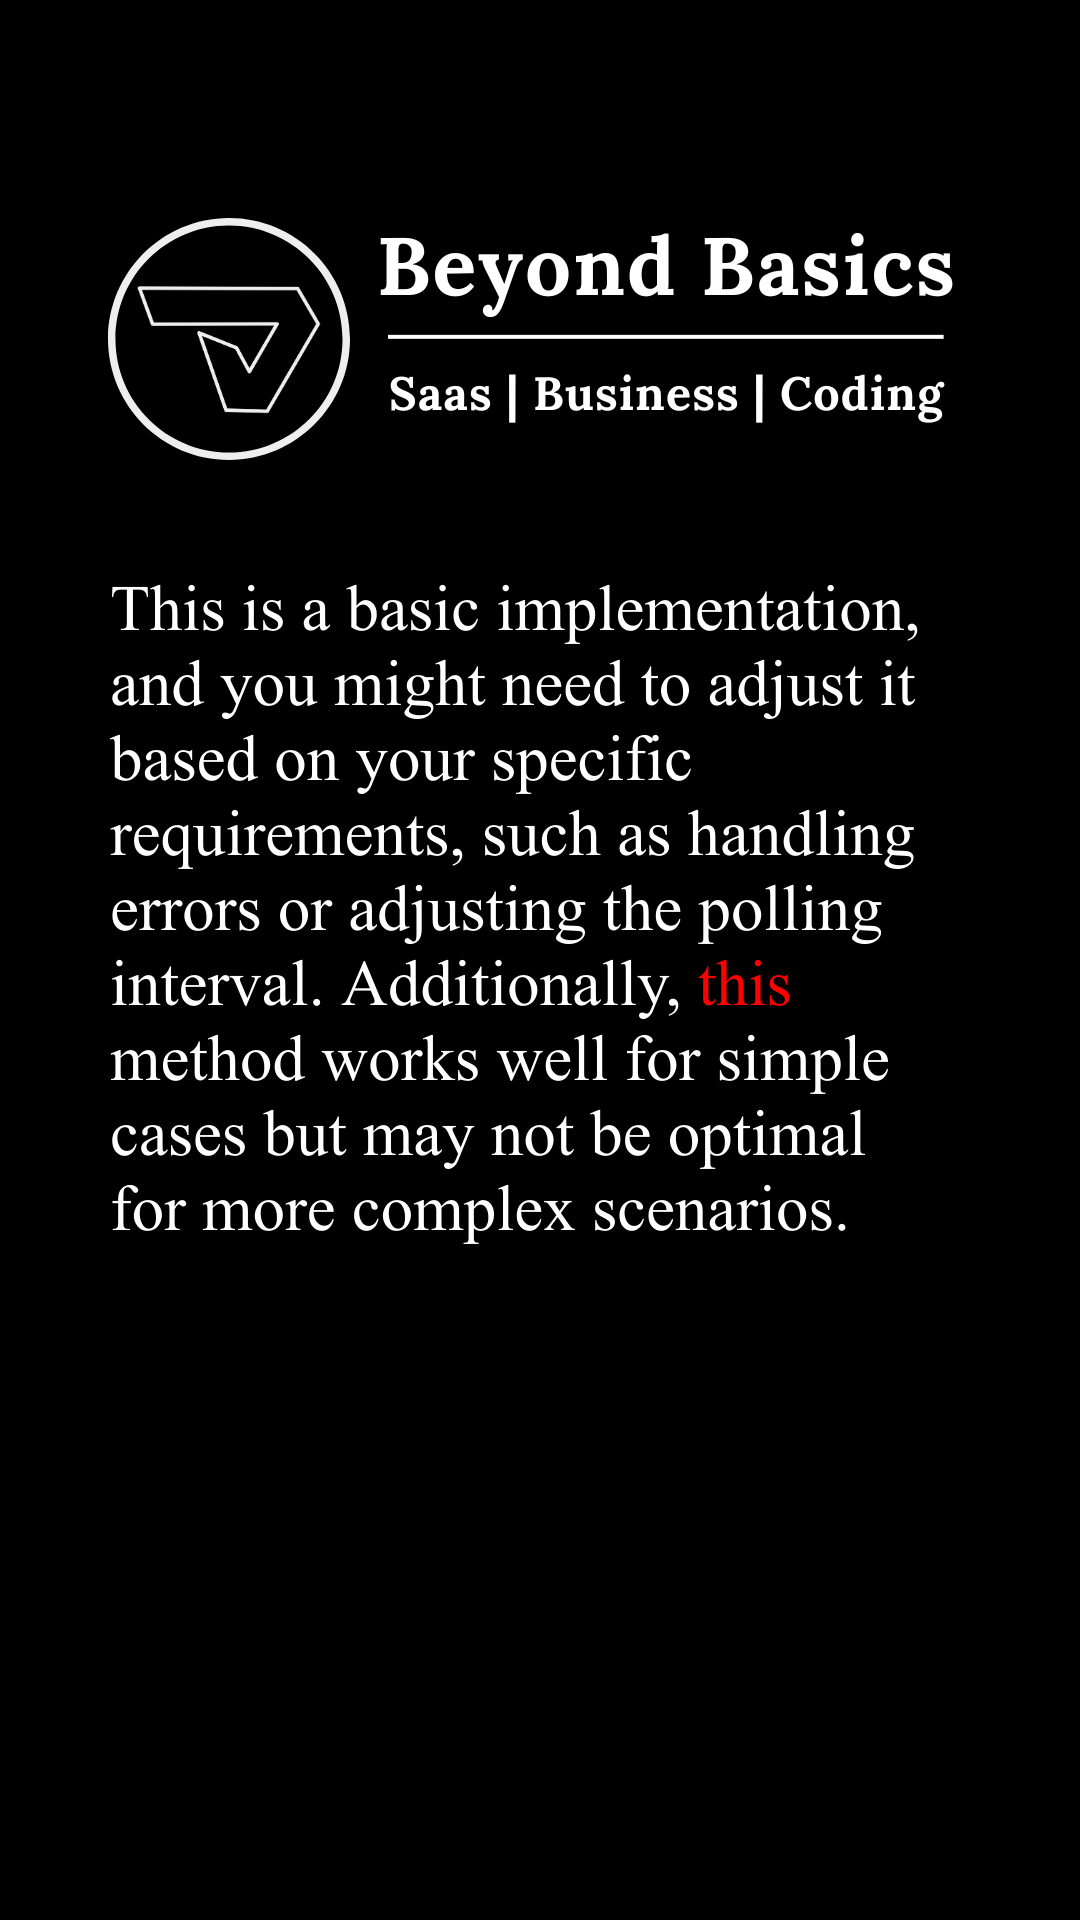 Beyond Basics
Saas | Business | Coding
This is a basic implementation,
and you might need to adjust it
based on your specific
requirements, such as handling
errors or adjusting the polling
interval. Additionally, this
method works well for simple
cases but may not be optimal
for more complex scenarios.